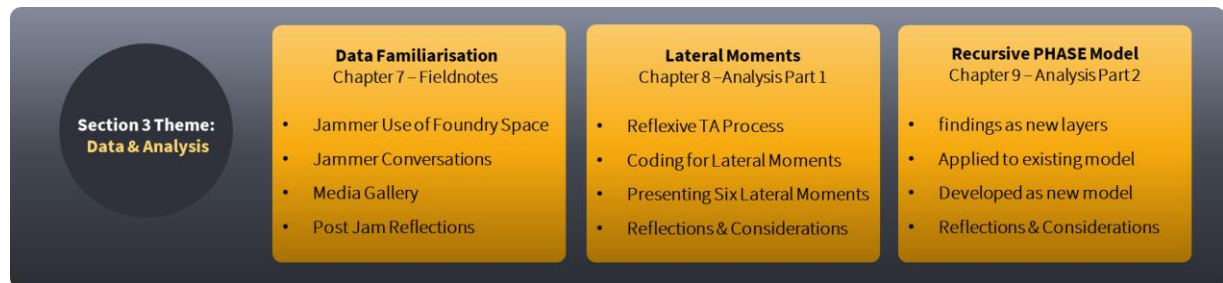 Section 3 Theme:
Data & Analysis
Data Familiarisation
Chapter 7 – Fieldnotes
• Jammer Use of Foundry Space
• Jammer Conversations
• Media Gallery
• Post Jam Reflections
Lateral Moments
Chapter 8 –Analysis Part 1
• Reflexive TA Process
• Coding for Lateral Moments
• Presenting Six Lateral Moments
• Reflections & Considerations
Recursive PHASE Model
Chapter 9 – Analysis Part 2
• findings as new layers
• Applied to existing model
• Developed as new model
• Reflections & Considerations